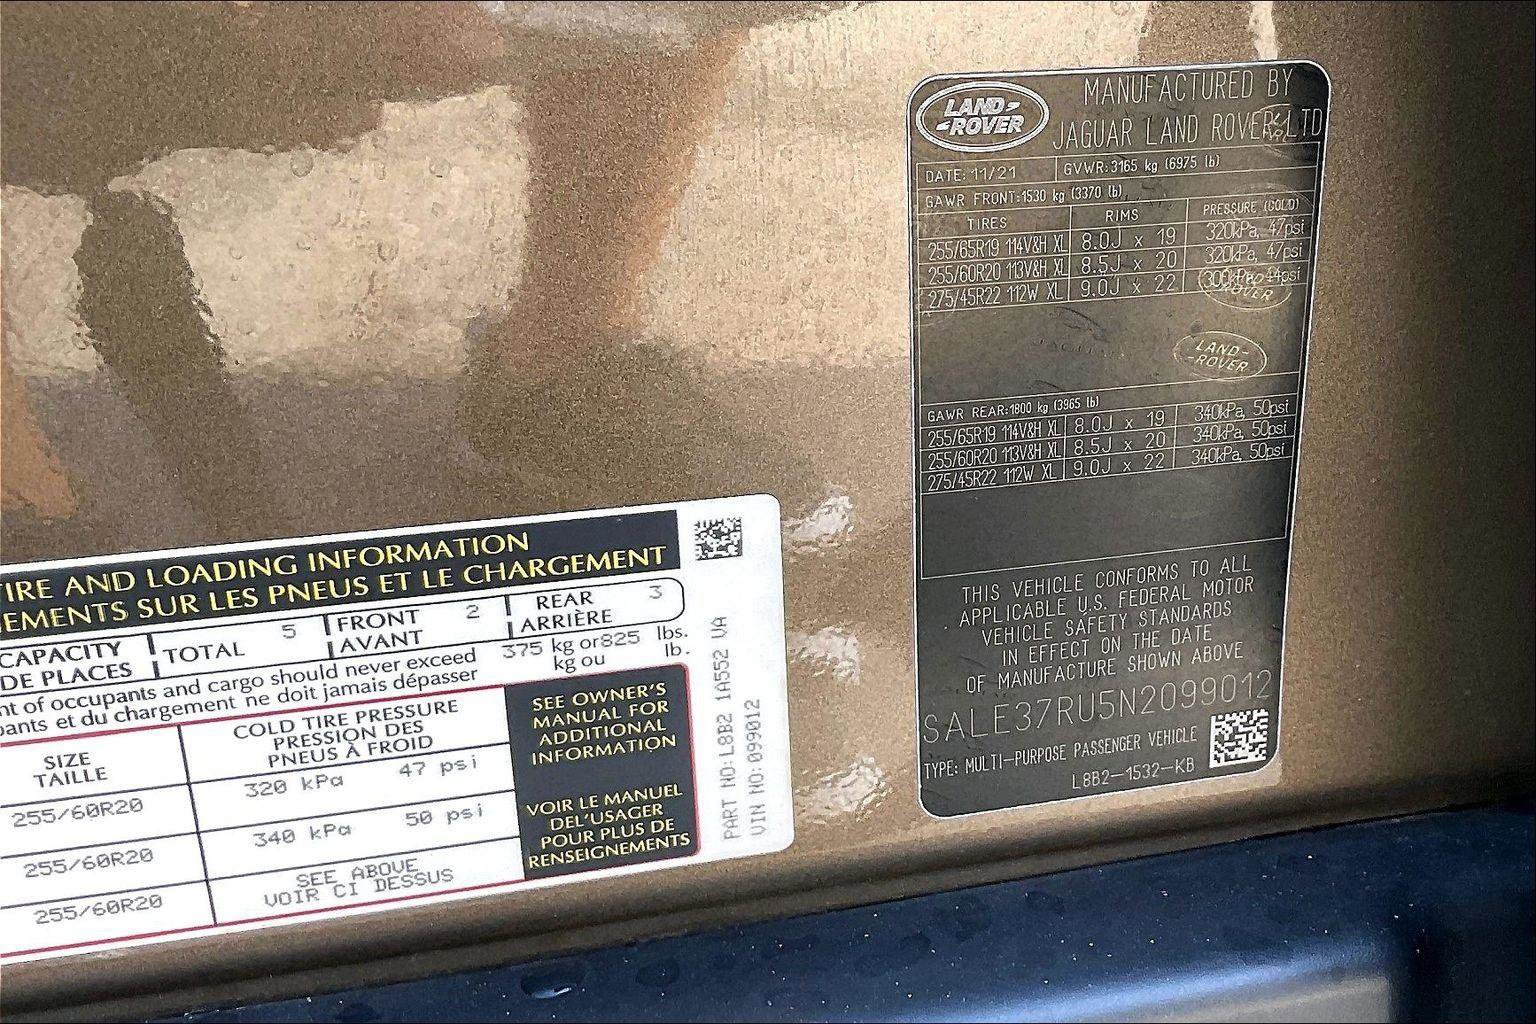 LAND-
-ROVER
MANUFACTURED BY
JAGUAR LAND ROVER LTD
DATE: 11/21 GVWR:3165 kg (6975 lb)
GAWR FRONT:1530 kg (3370 lb)
TIRES RIMS PRESSURE (COLD)
255/65R19 114V&H XL 8.0J x 19 320kPa, 47psi
255/60R20 113V&H XL 8.5J x 20 320kPa, 47psi
275/45R22 112W XL 9.0J x 22 300kPa, 44psi
ROVER
JAGUAR
LAND-
-ROVER
GAWR REAR:1800 kg (3965 lb)
255/65R19 114V&H XL 8.0J x 19 340kPa, 50psi
255/60R20 113V&H XL 8.5J x 20 340kPa, 50psi
275/45R22 112W XL 9.0J x 22 340kPa, 50psi
THIS VEHICLE CONFORMS TO ALL
APPLICABLE U.S. FEDERAL MOTOR
VEHICLE SAFETY STANDARDS
IN EFFECT ON THE DATE
OF MANUFACTURE SHOWN ABOVE
SALE37RU5N2099012
TYPE: MULTI-PURPOSE PASSENGER VEHICLE
L8B2-1532-KB
TIRE AND LOADING INFORMATION
EMENTS SUR LES PNEUS ET LE CHARGEMENT
CAPACITY TOTAL 5 FRONT 2 REAR 3
DE PLACES AVANT ARRIÈRE
nt of occupants and cargo should never exceed 375 kg or825 lbs.
pants et du chargement ne doit jamais dépasser kg ou lb.
SIZE COLD TIRE PRESSURE
TAILLE PRESSION DES
PNEUS À FROID
255/60R20 320 kPa 47 psi
255/60R20 340 kPa 50 psi
255/60R20 SEE ABOVE
VOIR CI DESSUS
SEE OWNER'S
MANUAL FOR
ADDITIONAL
INFORMATION
VOIR LE MANUEL
DEL'USAGER
POUR PLUS DE
RENSEIGNEMENTS
PART NO:L8B2 1A552 VA
VIN NO:099012